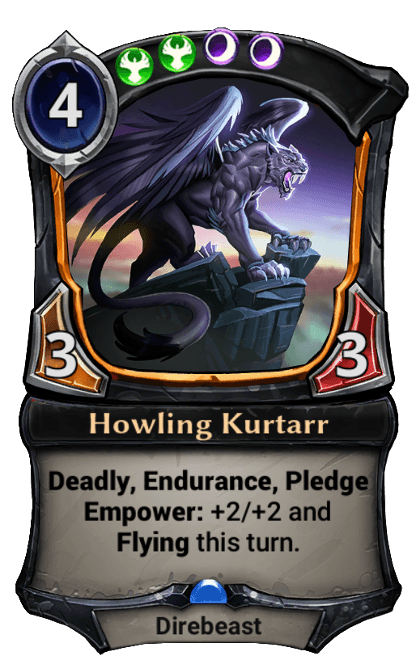 4
3
3
Howling Kurtarr
Deadly, Endurance, Pledge
Empower: +2/+2 and
Flying this turn.
Direbeast